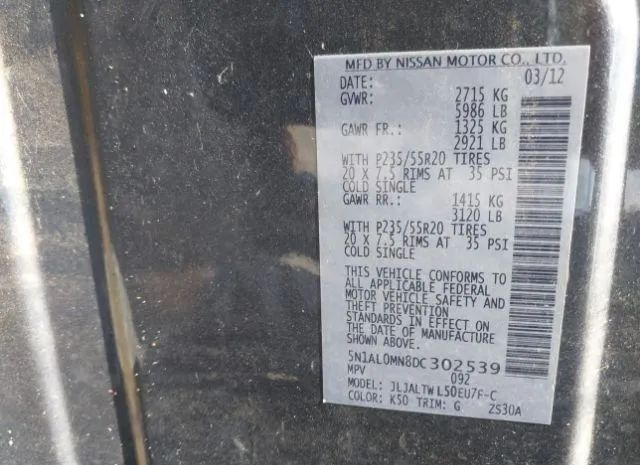 MFD BY NISSAN MOTOR CO., LTD.
DATE: 03/12
GVWR: 2715 KG
5986 LB
GAWR FR.: 1325 KG
2921 LB
WITH P235/55R20 TIRES
20 X 7.5 RIMS AT 35 PSI
COLD SINGLE
GAWR RR.: 1415 KG
3120 LB
WITH P235/55R20 TIRES
20 X 7.5 RIMS AT 35 PSI
COLD SINGLE
THIS VEHICLE CONFORMS TO
ALL APPLICABLE FEDERAL
MOTOR VEHICLE SAFETY AND
THEFT PREVENTION
STANDARDS IN EFFECT ON
THE DATE OF MANUFACTURE
SHOWN ABOVE.
5N1AL0MN8DC302539
MPV 092
MODEL: JLJALTWL50EU7F-C
COLOR: K50 TRIM: G ZS30A